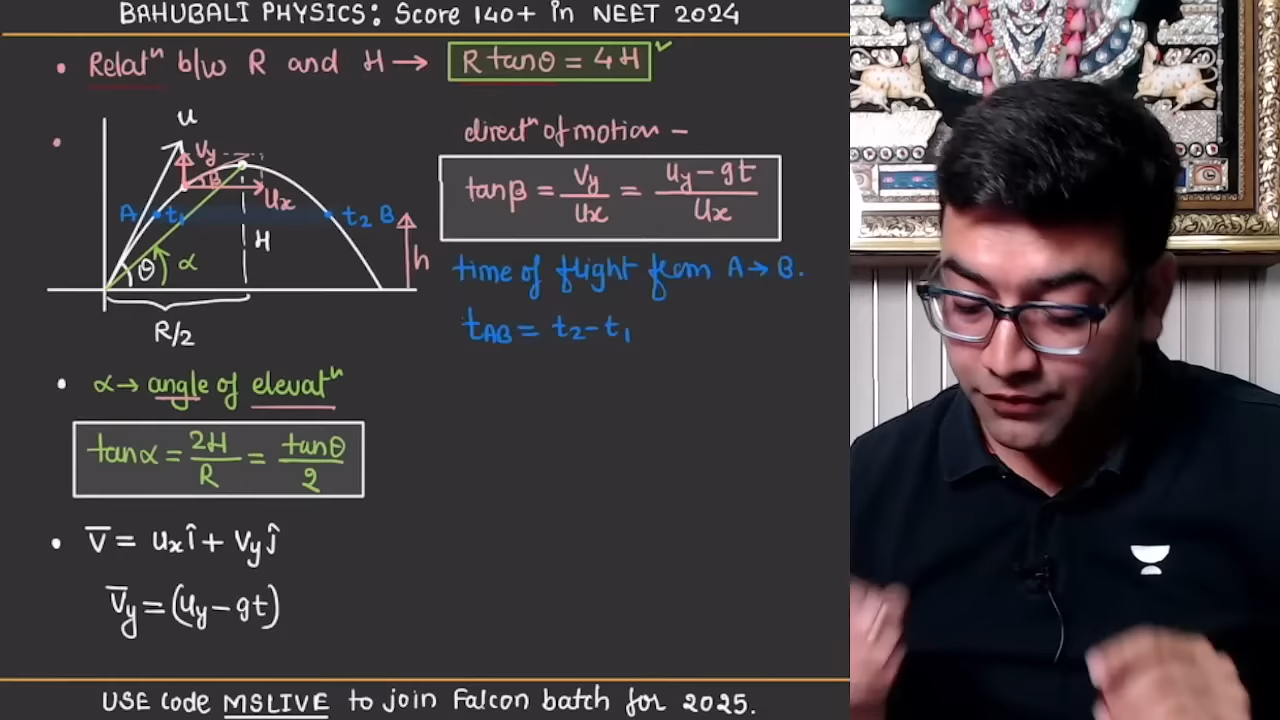 BAHUBALI PHYSICS: Score 140+ in NEET 2024
• Relatⁿ b/w R and H → R tanθ = 4H ✓
•
u
Vy
β
ux
A t₁
t₂ B
H
h
θ
α
R/2
directⁿ of motion –
tanβ = Vy/ux = (uy – gt)/ux
time of flight from A → B.
tAB = t₂ – t₁
• α → angle of elevatⁿ
tanα = 2H/R = tanθ/2
• V̄ = ux î + Vy ĵ
V̄y = (uy – gt)
USE Code MSLIVE to join Falcon batch for 2025.